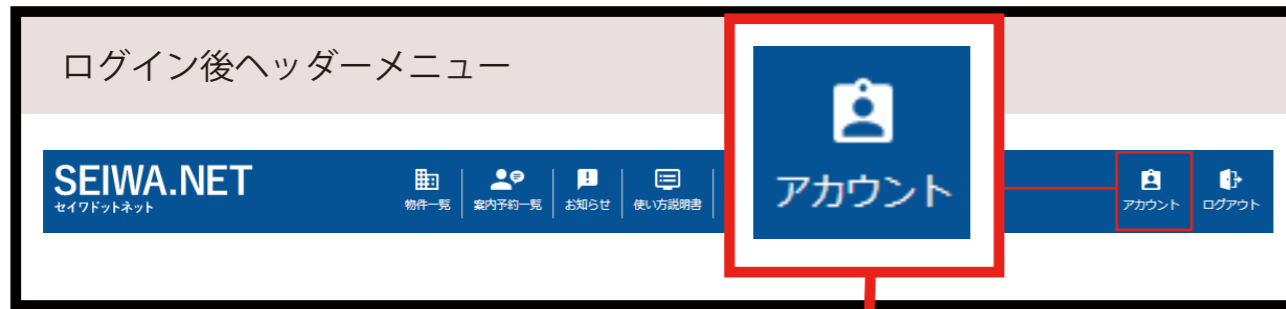 ログイン後ヘッダーメニュー
アカウント
SEIWA.NET
セイワドットネット
物件一覧
案内予約一覧
お知らせ
使い方説明書
アカウント
ログアウト